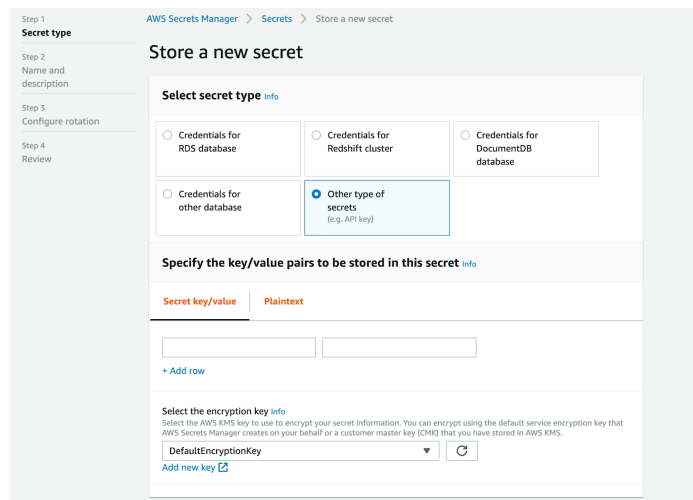 Step 1
Secret type
Step 2
Name and
description
Step 3
Configure rotation
Step 4
Review
AWS Secrets Manager > Secrets > Store a new secret
Store a new secret
Select secret type Info
Credentials for
RDS database
Credentials for
Redshift cluster
Credentials for
DocumentDB
database
Credentials for
other database
Other type of
secrets
(e.g. API key)
Specify the key/value pairs to be stored in this secret Info
Secret key/value
Plaintext
+ Add row
Select the encryption key Info
Select the AWS KMS key to use to encrypt your secret information. You can encrypt using the default service encryption key that
AWS Secrets Manager creates on your behalf or a customer master key (CMK) that you have stored in AWS KMS.
DefaultEncryptionKey
Add new key